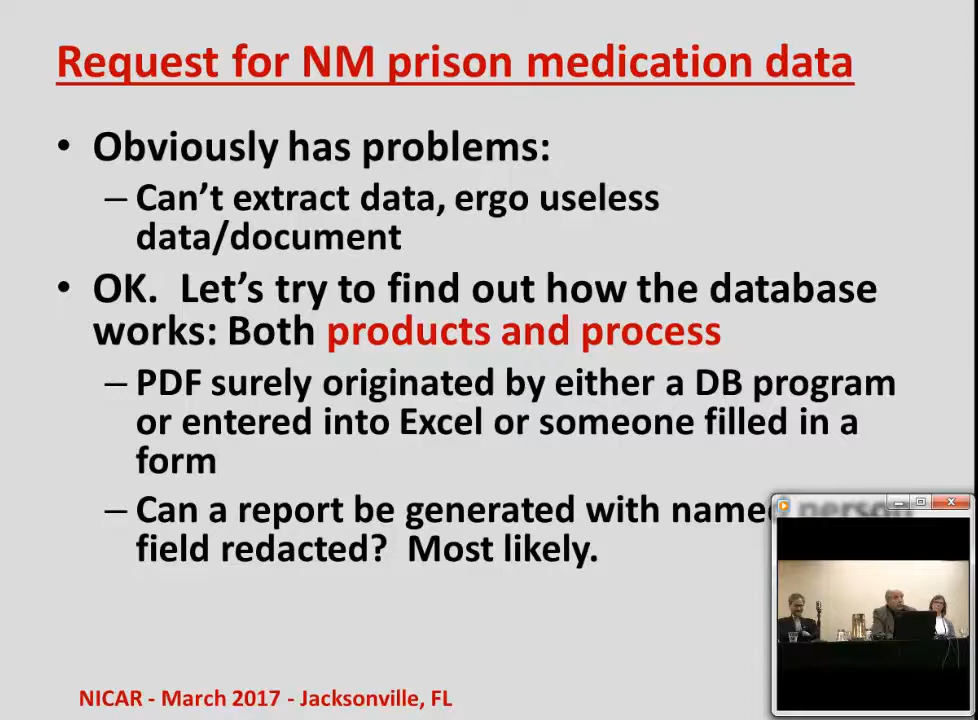 Request for NM prison medication data
• Obviously has problems:
– Can't extract data, ergo useless
data/document
• OK.  Let's try to find out how the database
works: Both products and process
– PDF surely originated by either a DB program
or entered into Excel or someone filled in a
form
– Can a report be generated with named person
field redacted?  Most likely.
NICAR - March 2017 - Jacksonville, FL